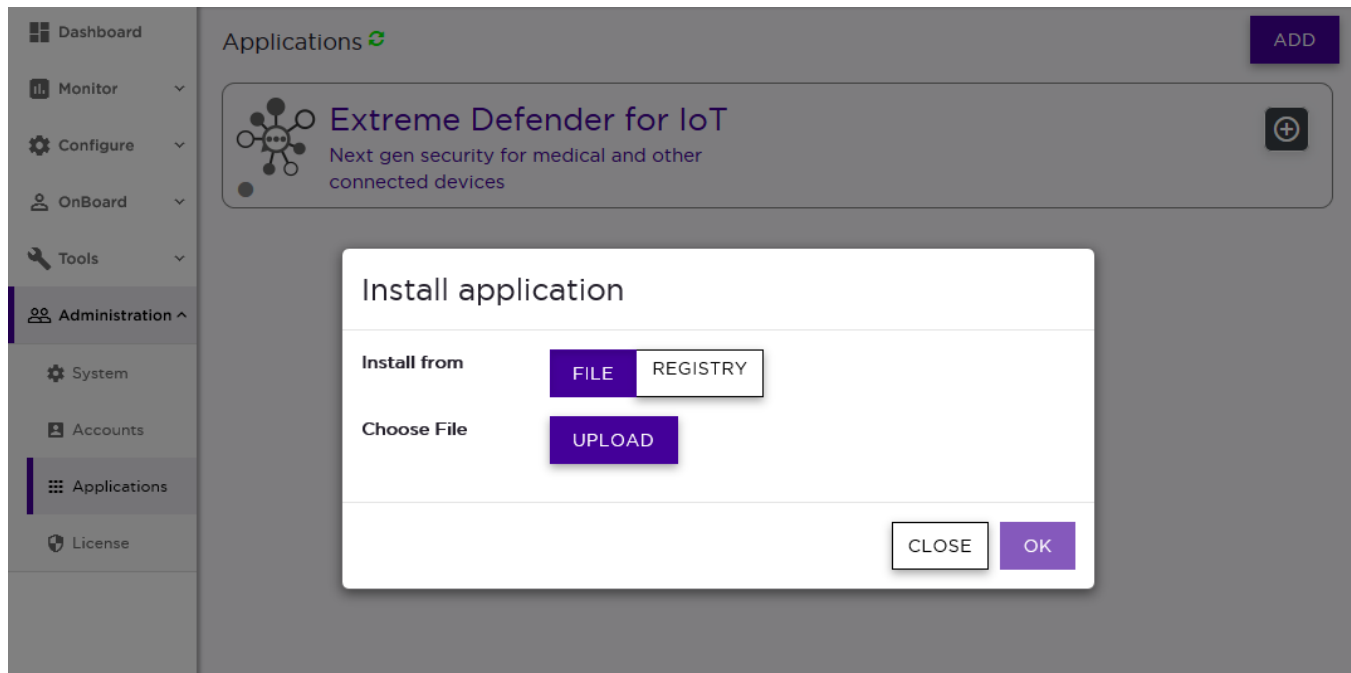 Dashboard
Monitor
Configure
OnBoard
Tools
Administration
System
Accounts
Applications
License
Applications
ADD
Extreme Defender for IoT
Next gen security for medical and other
connected devices
Install application
Install from
FILE
REGISTRY
Choose File
UPLOAD
CLOSE
OK